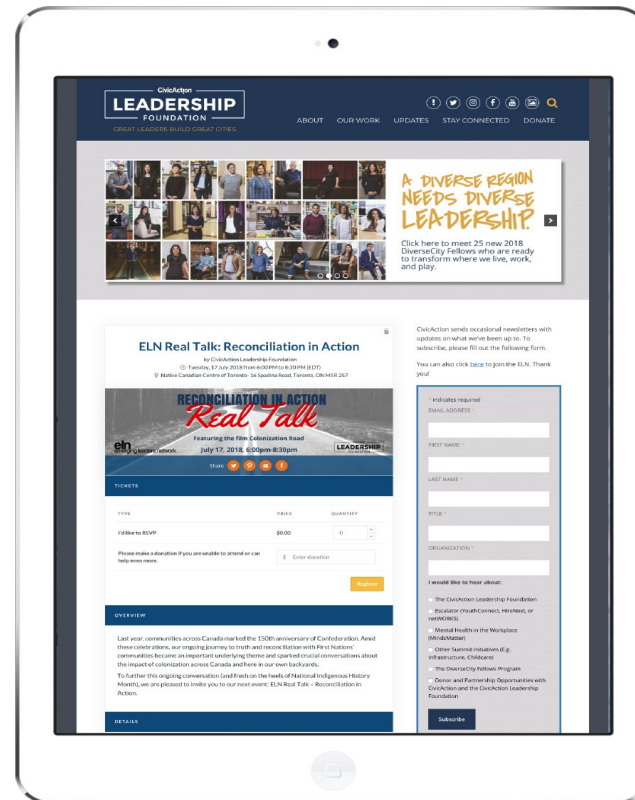 CivicAction
LEADERSHIP
FOUNDATION
GREAT LEADERS BUILD GREAT CITIES
ABOUT OUR WORK UPDATES STAY CONNECTED DONATE
A DIVERSE REGION
NEEDS DIVERSE
LEADERSHIP.
Click here to meet 25 new 2018
DiverseCity Fellows who are ready
to transform where we live, work,
and play.
ELN Real Talk: Reconciliation in Action
by CivicAction Leadership Foundation
Tuesday, 17 July 2018 from 6:00 PM to 8:30 PM (EDT)
Native Canadian Centre of Toronto- 16 Spadina Road, Toronto, ON M5R 2S7
RECONCILIATION IN ACTION
Real Talk
Featuring the film Colonization Road
eln
emerging leaders network
July 17, 2018, 6:00pm-8:30pm
LEADERSHIP
FOUNDATION
Share
TICKETS
TYPE PRICE QUANTITY
I'd like to RSVP $0.00 0
Please make a donation if you are unable to attend or can
help even more.
$ Enter donation
Register
OVERVIEW
Last year, communities across Canada marked the 150th anniversary of Confederation. Amid
these celebrations, our ongoing journey to truth and reconciliation with First Nations'
communities became an important underlying theme and sparked crucial conversations about
the impact of colonization across Canada and here in our own backyards.
To further this ongoing conversation (and fresh on the heels of National Indigenous History
Month), we are pleased to invite you to our next event: ELN Real Talk – Reconciliation in
Action.
DETAILS
CivicAction sends occasional newsletters with
updates on what we've been up to. To
subscribe, please fill out the following form.
You can also click here to join the ELN. Thank
you!
* indicates required
EMAIL ADDRESS *
FIRST NAME *
LAST NAME *
TITLE *
ORGANIZATION *
I would like to hear about:
The CivicAction Leadership Foundation
Escalator (YouthConnect, HireNext, or
netWORKS)
Mental Health in the Workplace
(MindsMatter)
Other Summit Initiatives (E.g.
Infrastructure, Childcare)
The DiverseCity Fellows Program
Donor and Partnership Opportunities with
CivicAction and the CivicAction Leadership
Foundation
Subscribe